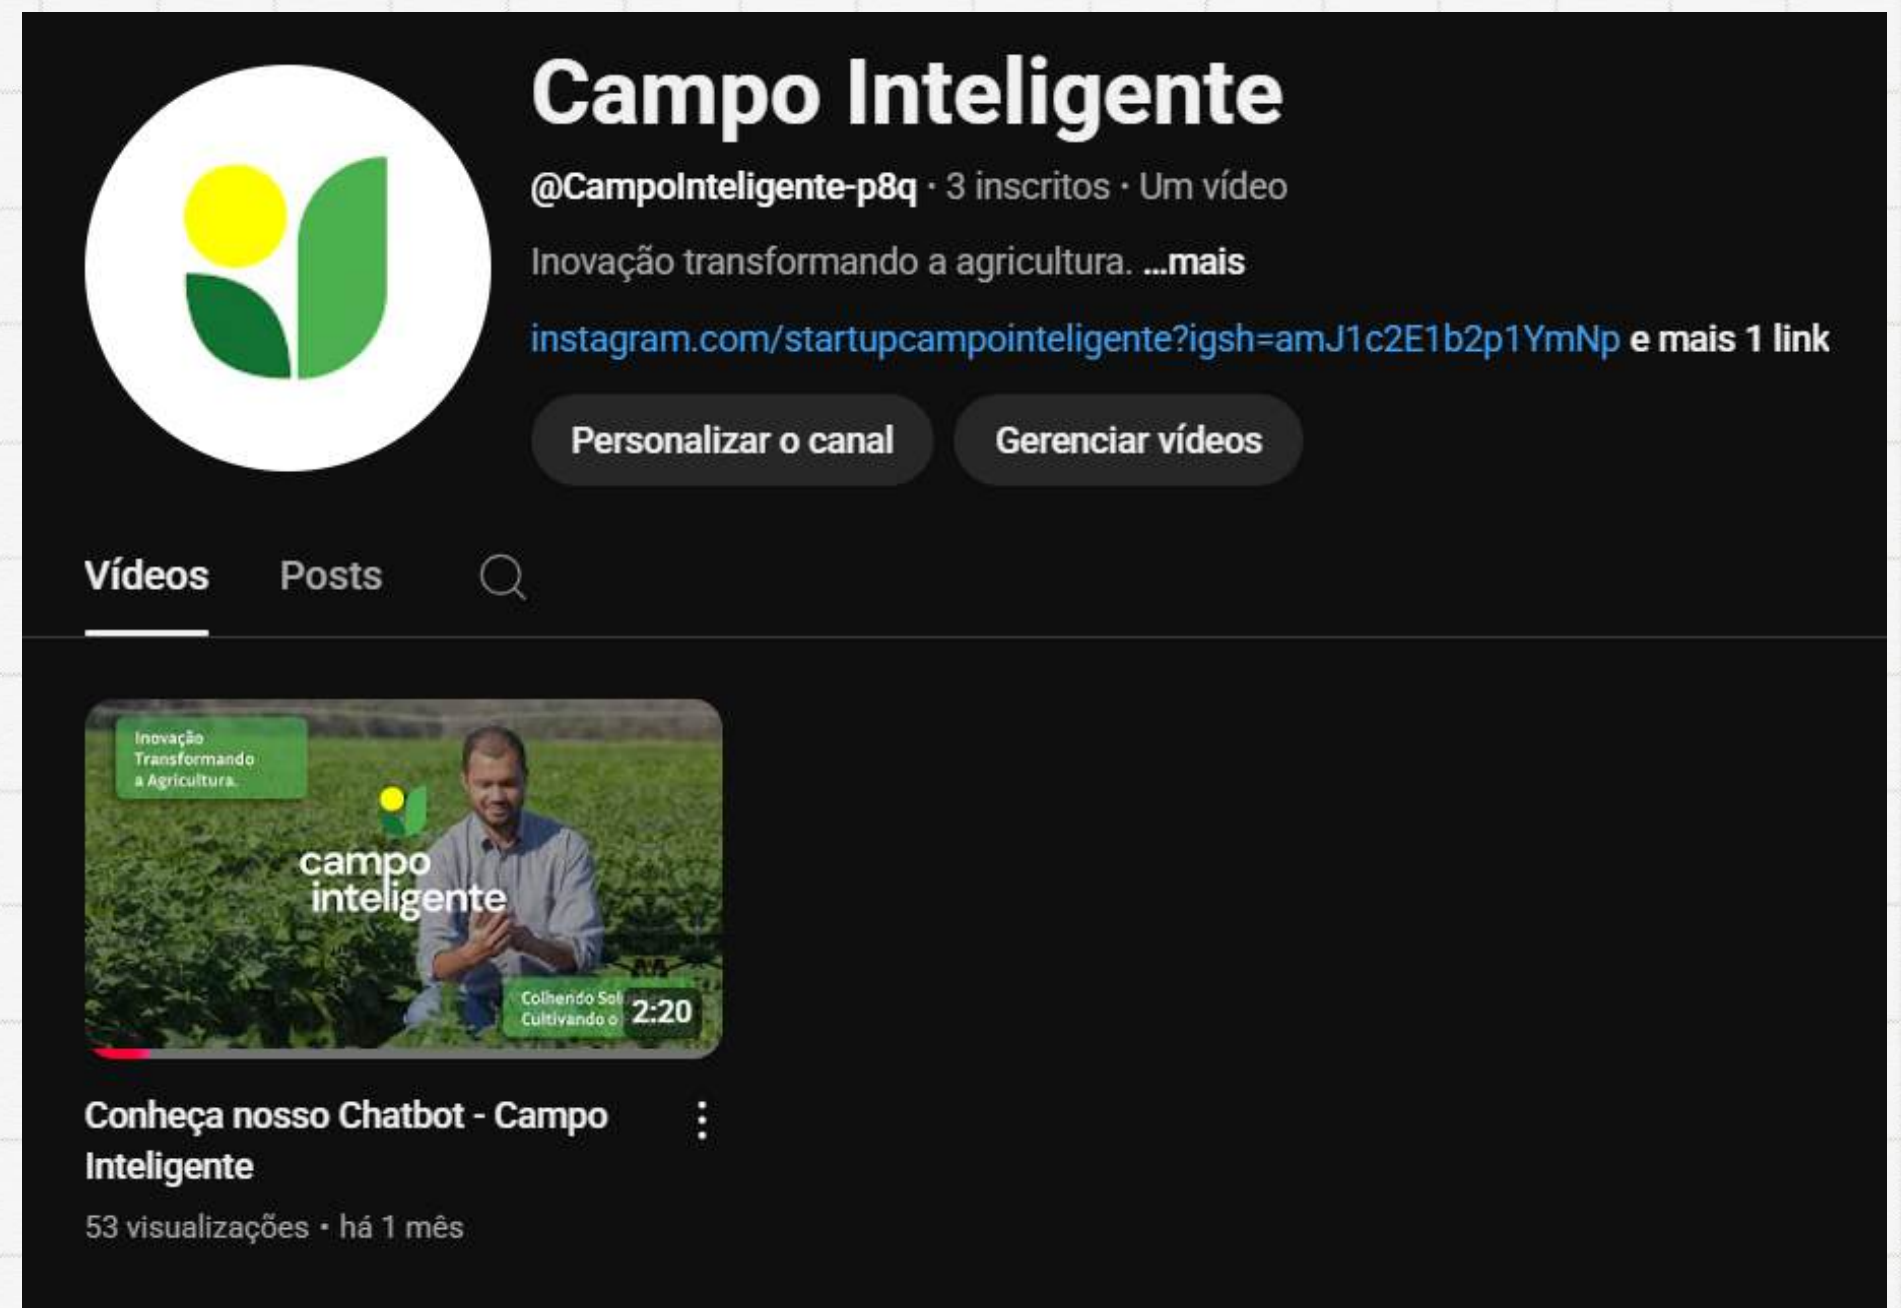 Campo Inteligente
@CampoInteligente-p8q · 3 inscritos · Um vídeo
Inovação transformando a agricultura. ...mais
instagram.com/startupcampointeligente?igsh=amJ1c2E1b2p1YmNp e mais 1 link
Personalizar o canal
Gerenciar vídeos
Vídeos
Posts
Inovação
Transformando
a Agricultura.
campo
inteligente
Colhendo
Cultivando o
2:20
Conheça nosso Chatbot - Campo
Inteligente
53 visualizações • há 1 mês